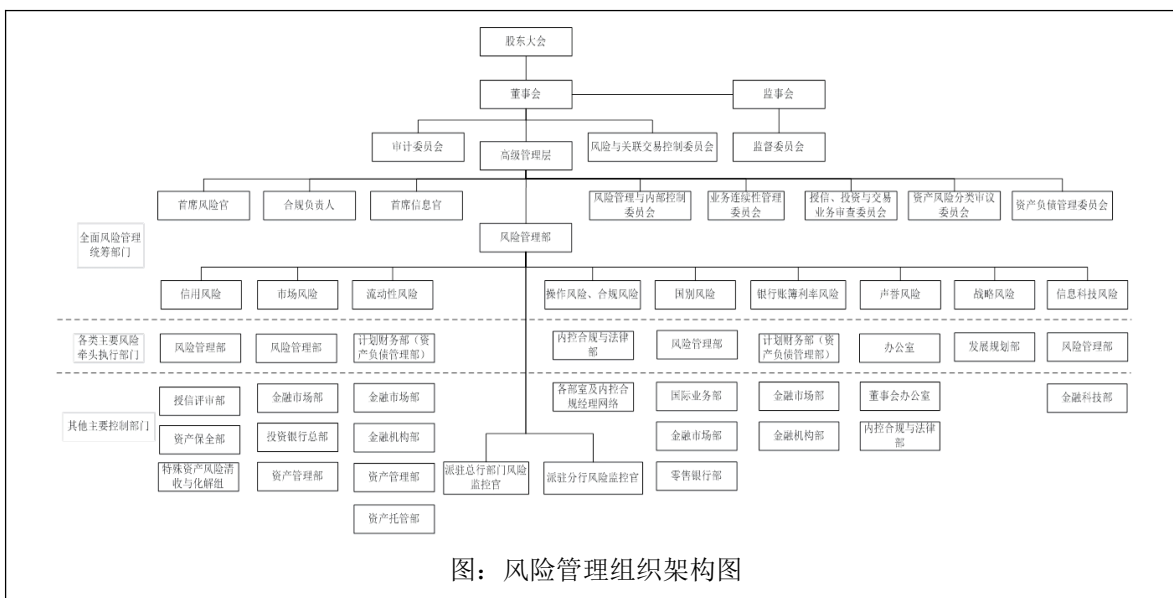 股东大会
董事会
监事会
审计委员会
高级管理层
风险与关联交易控制委员会
监督委员会
首席风险官
合规负责人
首席信息官
风险管理与内部控制
委员会
业务连续性管理
委员会
授信、投资与交易
业务审查委员会
资产风险分类审议
委员会
资产负债管理委员会
全面风险管理
统筹部门
风险管理部
信用风险
市场风险
流动性风险
操作风险、合规风险
国别风险
银行账簿利率风险
声誉风险
战略风险
信息科技风险
各类主要风险
牵头执行部门
风险管理部
风险管理部
计划财务部（资
产负债管理部）
内控合规与法律
部
风险管理部
计划财务部（资
产负债管理部）
办公室
发展规划部
风险管理部
其他主要控制部门
授信评审部
金融市场部
金融市场部
各部室及内控合
规经理网络
国际业务部
金融市场部
董事会办公室
金融科技部
资产保全部
投资银行总部
金融机构部
金融市场部
金融机构部
内控合规与法律
部
特殊资产风险清
收与化解组
资产管理部
资产管理部
派驻总行部门风险
监控官
派驻分行风险监控官
零售银行部
资产托管部
图：风险管理组织架构图